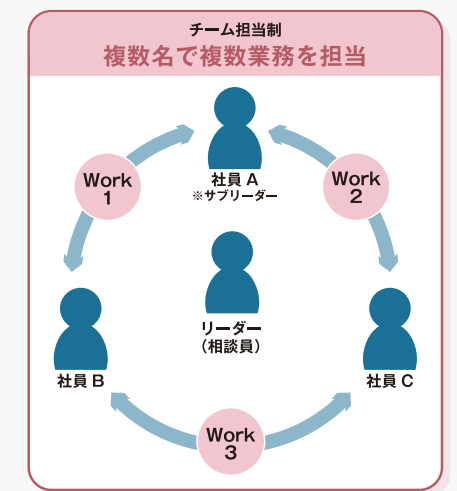 チーム担当制
複数名で複数業務を担当
社員 A
※サブリーダー
Work
1
Work
2
リーダー
（相談員）
社員 B
社員 C
Work
3